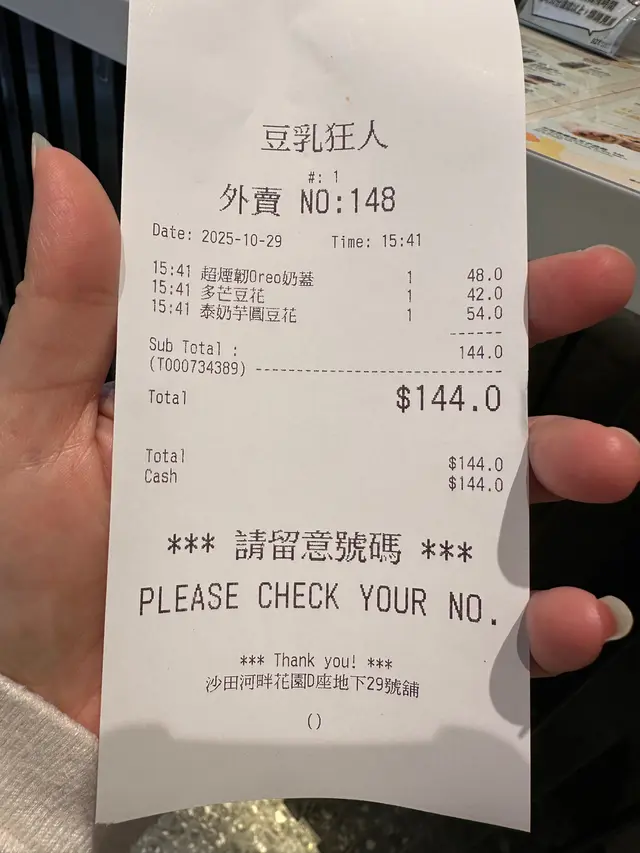 豆乳狂人
#: 1
外賣 NO:148
Date: 2025-10-29 Time: 15:41
15:41 超煙韌Oreo奶蓋 1 48.0
15:41 多芒豆花 1 42.0
15:41 泰奶芋圓豆花 1 54.0
------
Sub Total : 144.0
(T000734389) ------------------------------
Total $144.0
Total $144.0
Cash $144.0
*** 請留意號碼 ***
PLEASE CHECK YOUR NO.
*** Thank you! ***
沙田河畔花園D座地下29號舖
()